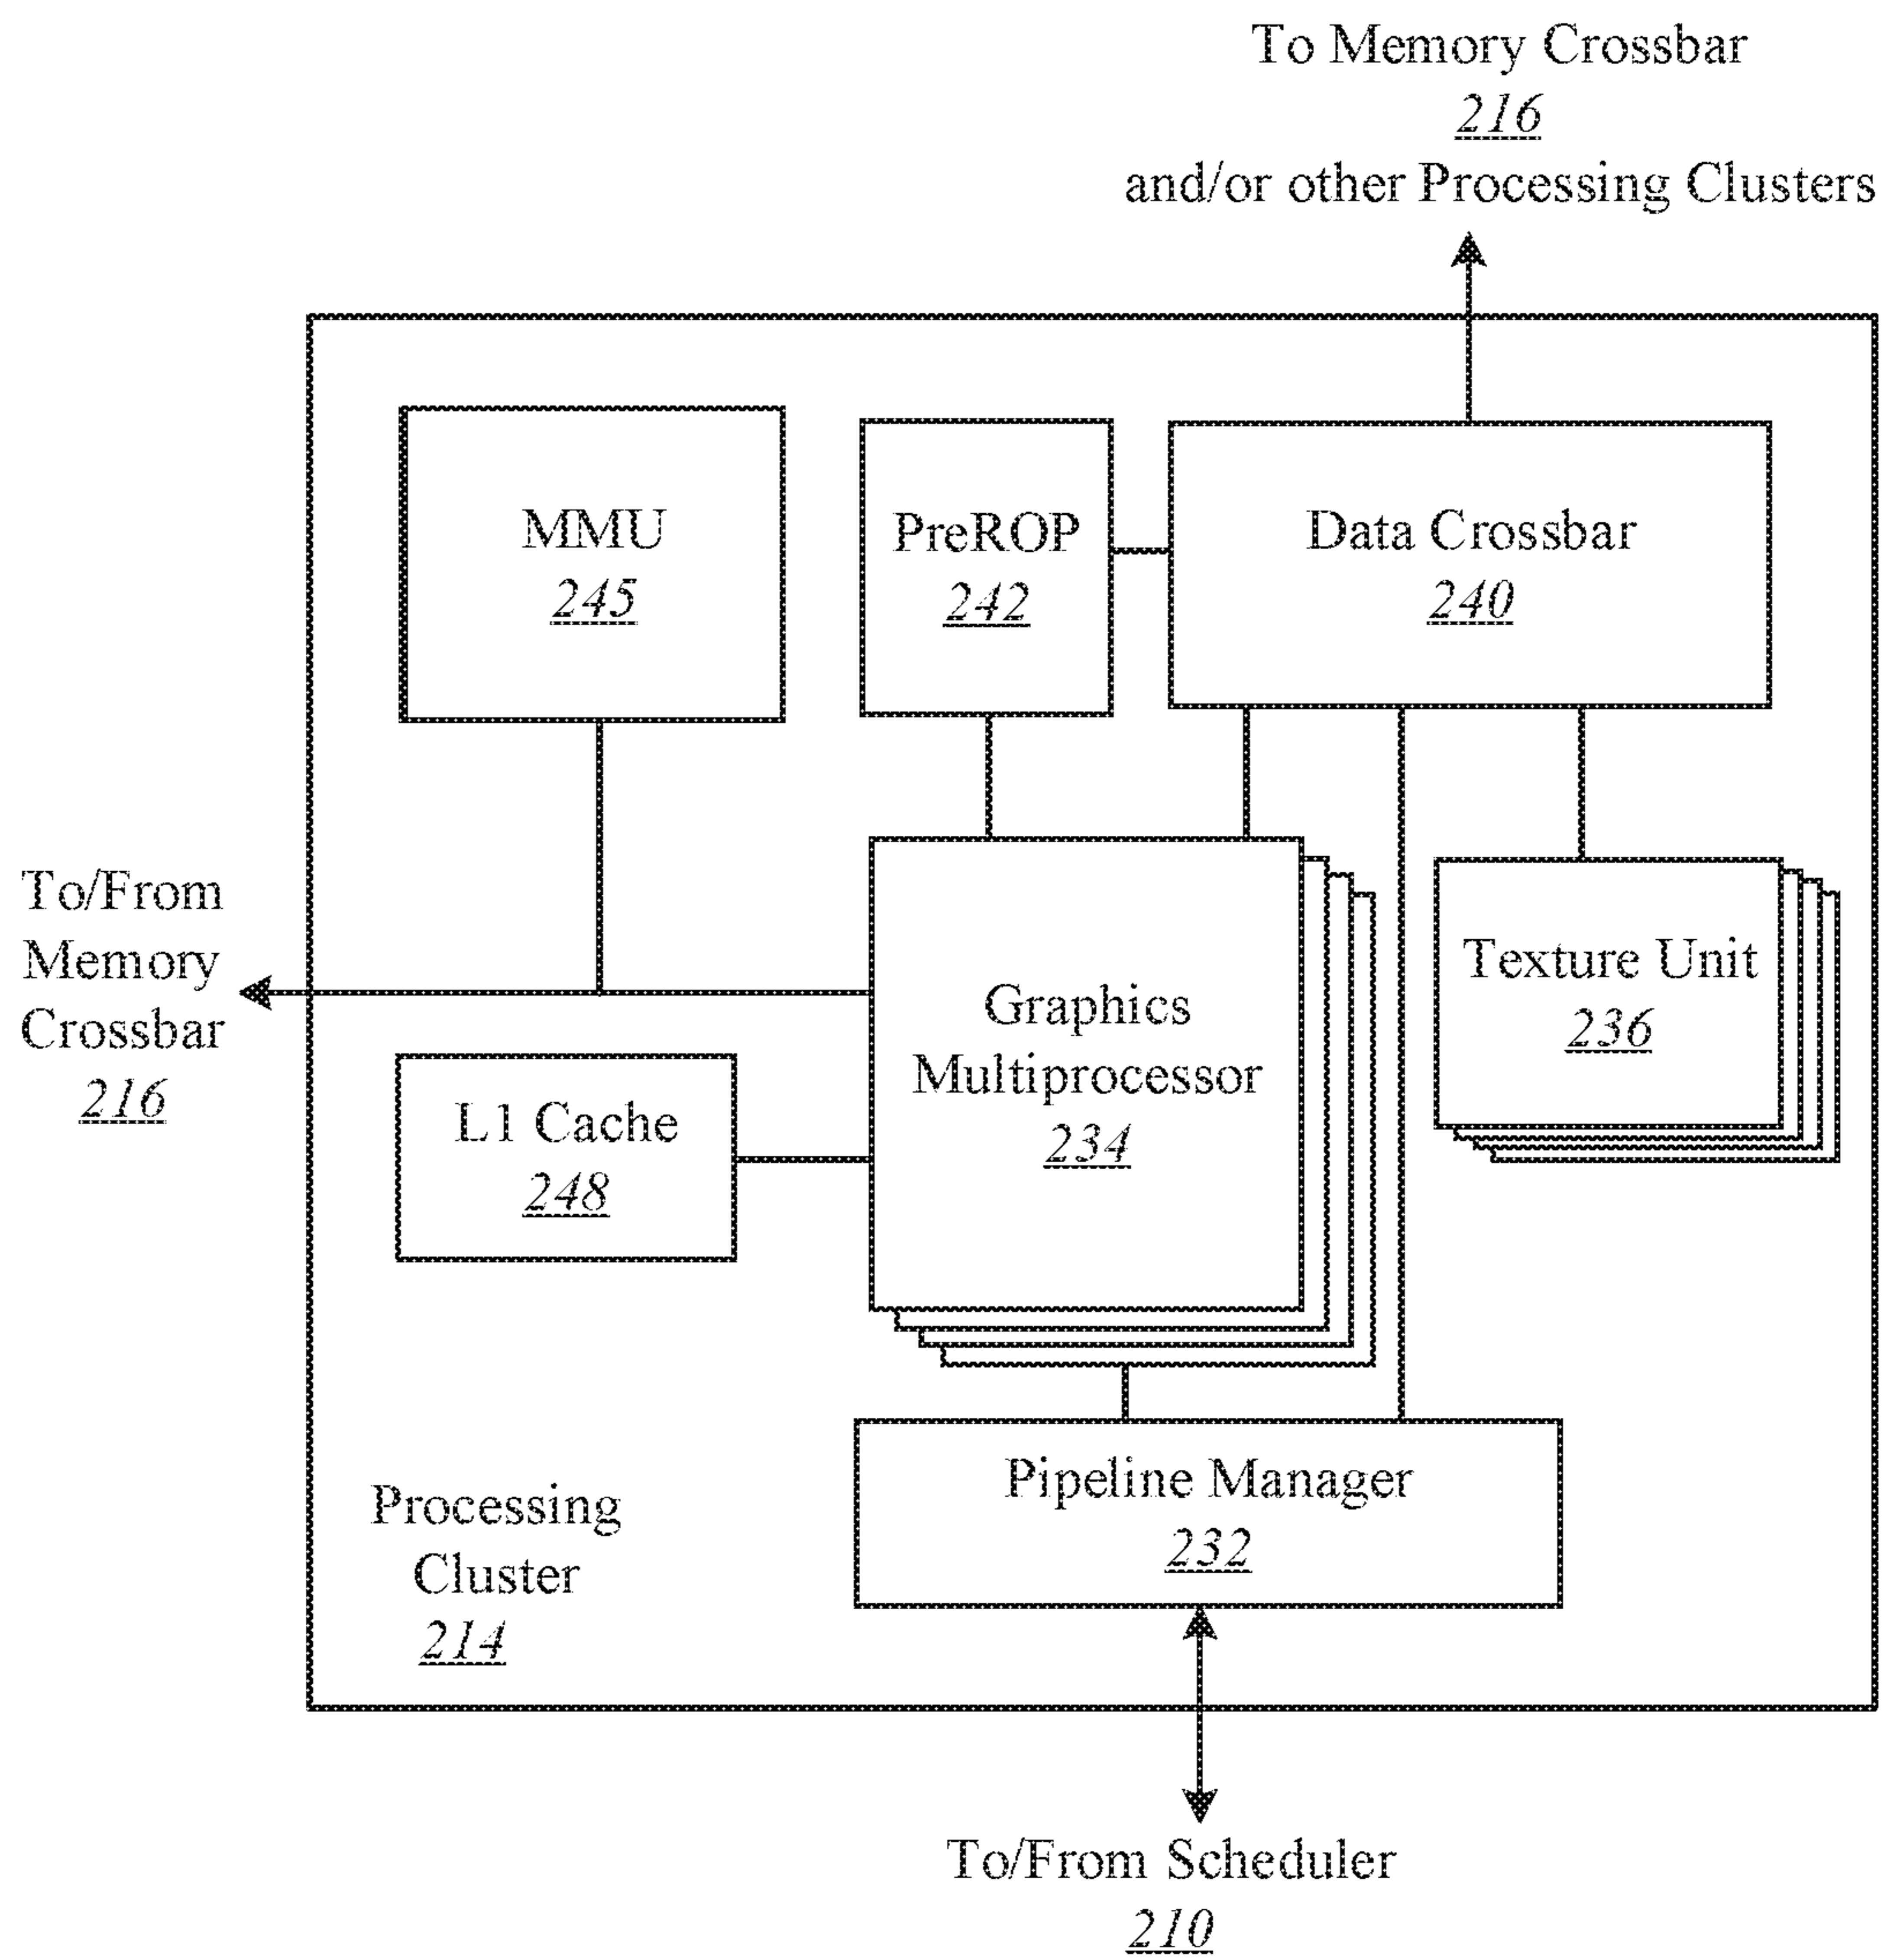 To Memory Crossbar
216
and/or other Processing Clusters
MMU
245
PreROP
242
Data Crossbar
240
To/From
Memory
Crossbar
216
Graphics
Multiprocessor
234
Texture Unit
236
L1 Cache
248
Pipeline Manager
232
Processing
Cluster
214
To/From Scheduler
210